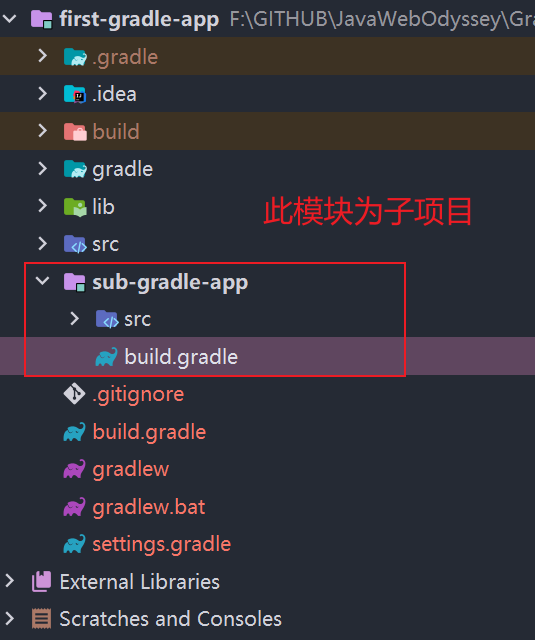 first-gradle-app F:\GITHUB\JavaWebOdyssey\Gra
.gradle
.idea
build
gradle
lib
此模块为子项目
src
sub-gradle-app
src
build.gradle
.gitignore
build.gradle
gradlew
gradlew.bat
settings.gradle
External Libraries
Scratches and Consoles